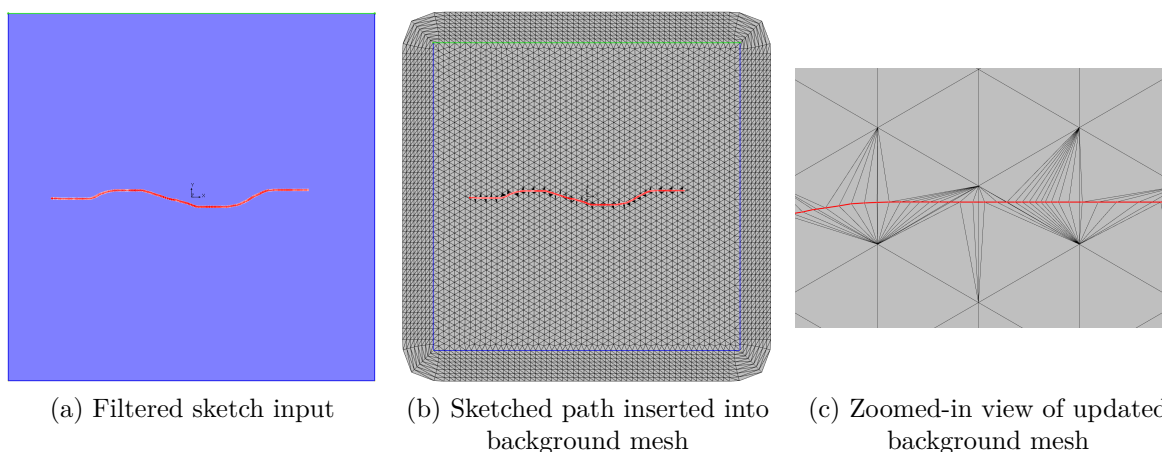 y
x
(a) Filtered sketch input
(b) Sketched path inserted into
background mesh
(c) Zoomed-in view of updated
background mesh